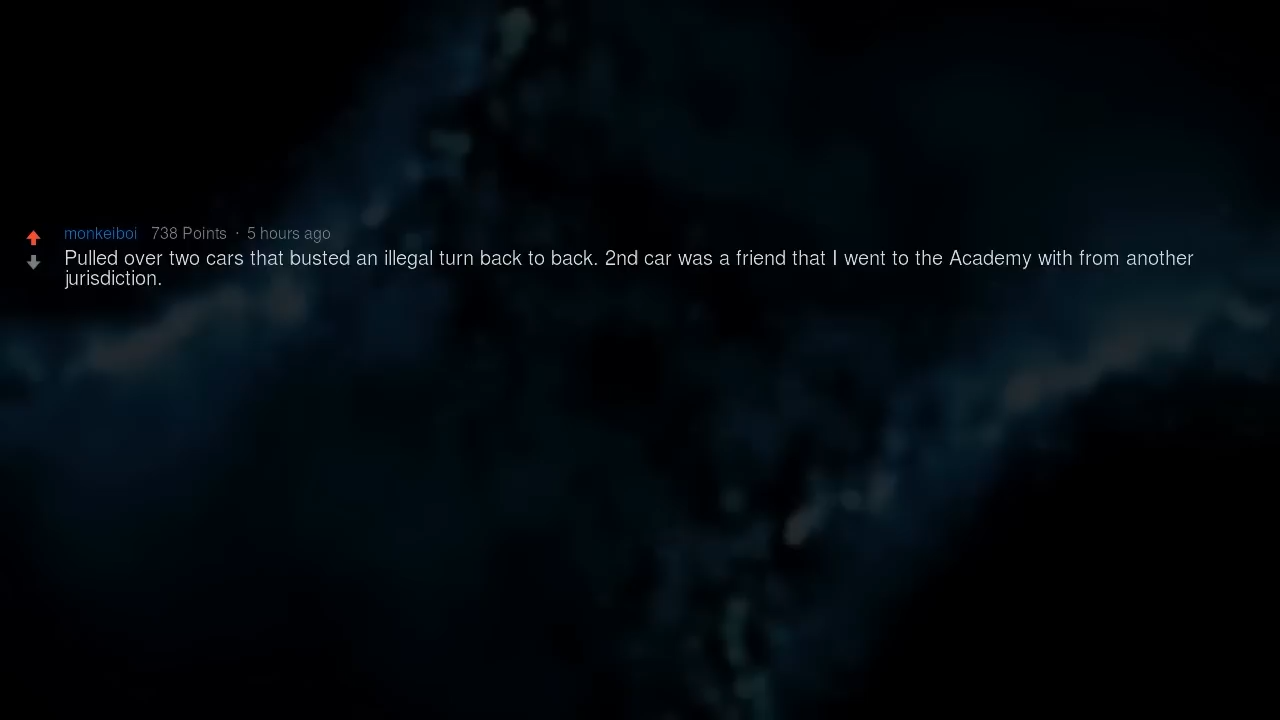 monkeiboi 738 Points · 5 hours ago
Pulled over two cars that busted an illegal turn back to back. 2nd car was a friend that I went to the Academy with from another
jurisdiction.